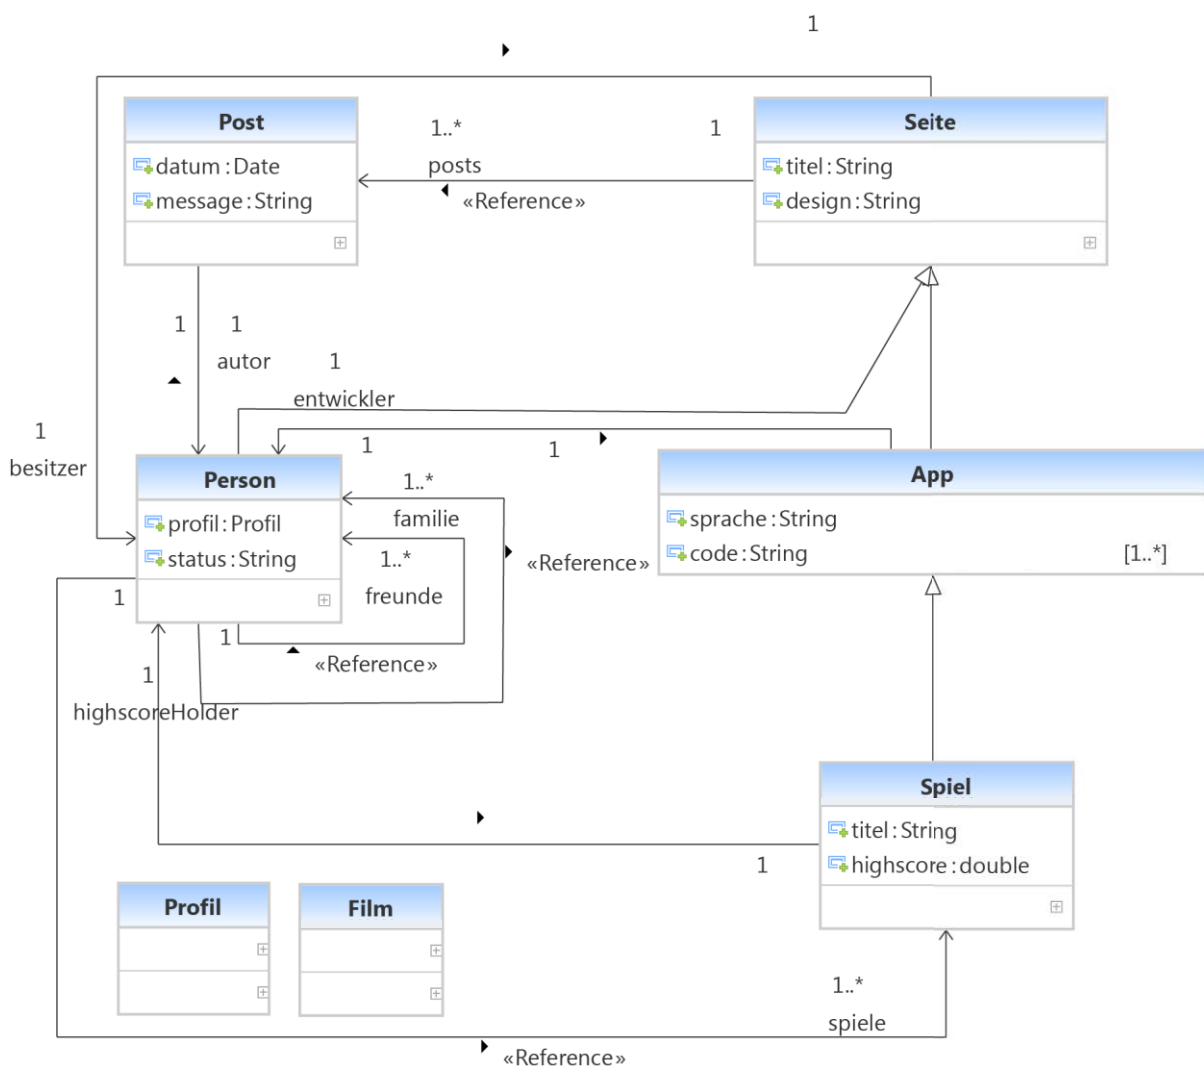 1
Post
datum : Date
message : String
1..*
posts
1
«Reference»
Seite
titel : String
design : String
1
1
autor
1
entwickler
1
besitzer
1
1
Person
profil : Profil
status : String
1..*
familie
1..*
freunde
«Reference»
App
sprache : String
code : String [1..*]
1
1
«Reference»
1
highscoreHolder
Spiel
titel : String
highscore : double
1
Profil
Film
1..*
spiele
«Reference»